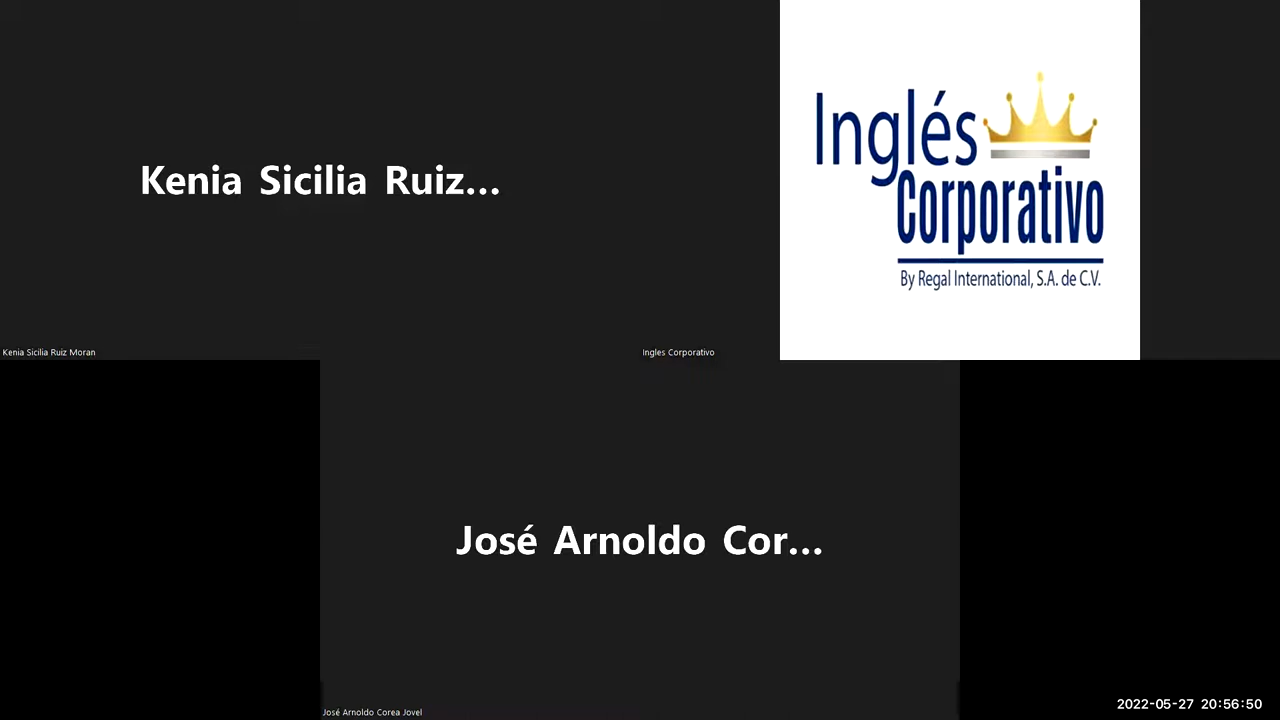 Kenia Sicilia Ruiz...
Kenia Sicilia Ruiz Moran
Inglés
Corporativo
By Regal International, S.A. de C.V.
Ingles Corporativo
José Arnoldo Cor...
José Arnoldo Corea Jovel
2022-05-27 20:56:50